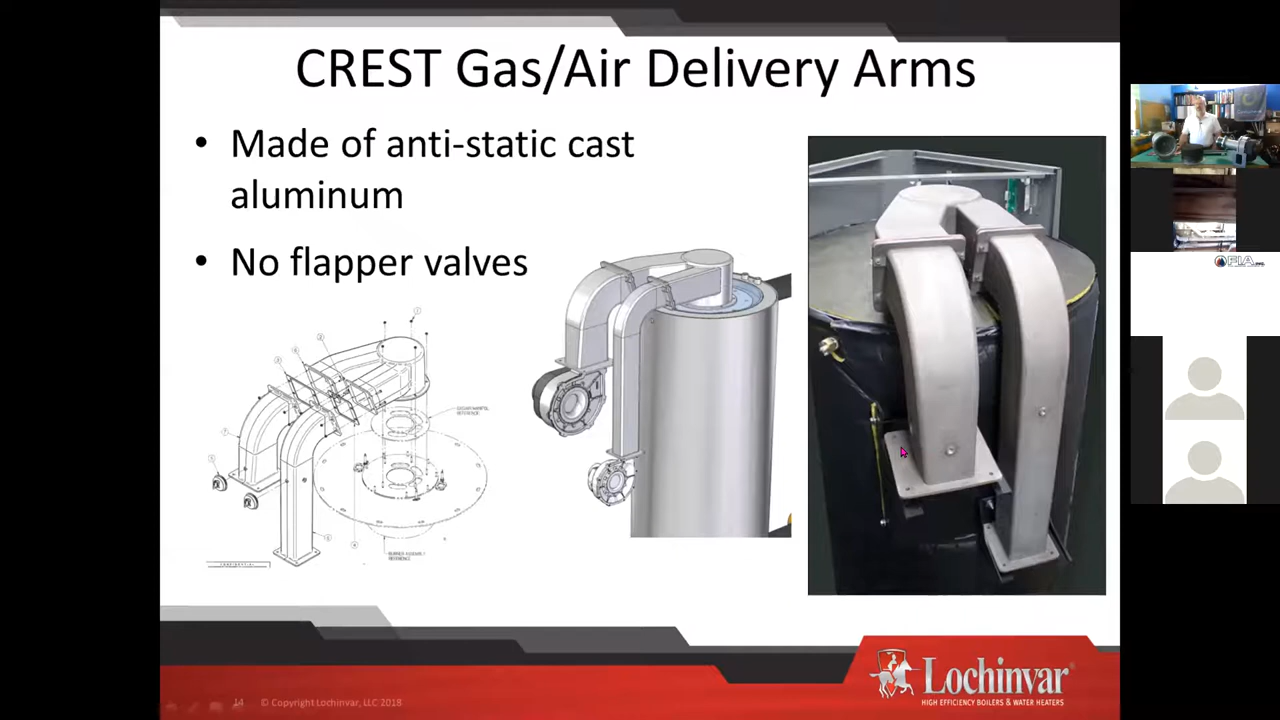 CREST Gas/Air Delivery Arms
• Made of anti-static cast
aluminum
• No flapper valves
14 © Copyright Lochinvar, LLC 2018
Lochinvar®
HIGH EFFICIENCY BOILERS & WATER HEATERS